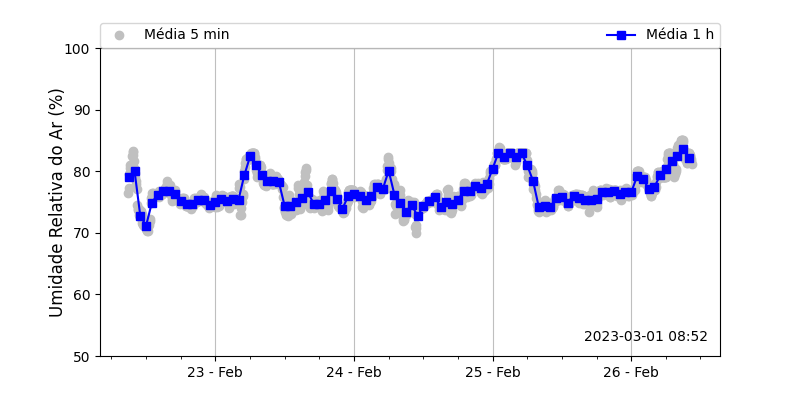 Média 5 min
Média 1 h
100
90
80
70
60
50
Umidade Relativa do Ar (%)
2023-03-01 08:52
23 - Feb
24 - Feb
25 - Feb
26 - Feb